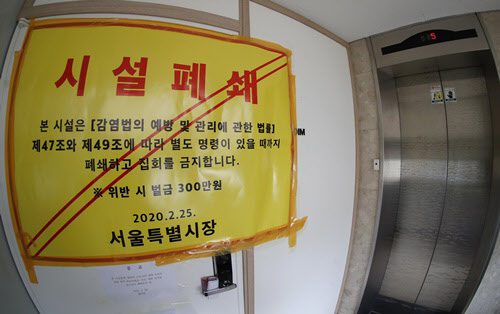 시설폐쇄
본 시설은 [감염법의 예방 및 관리에 관한 법률]
제47조와 제49조에 따라 별도 명령이 있을 때까지
폐쇄하고 집회를 금지합니다.
※ 위반 시 벌금 300만원
2020.2.25.
서울특별시장